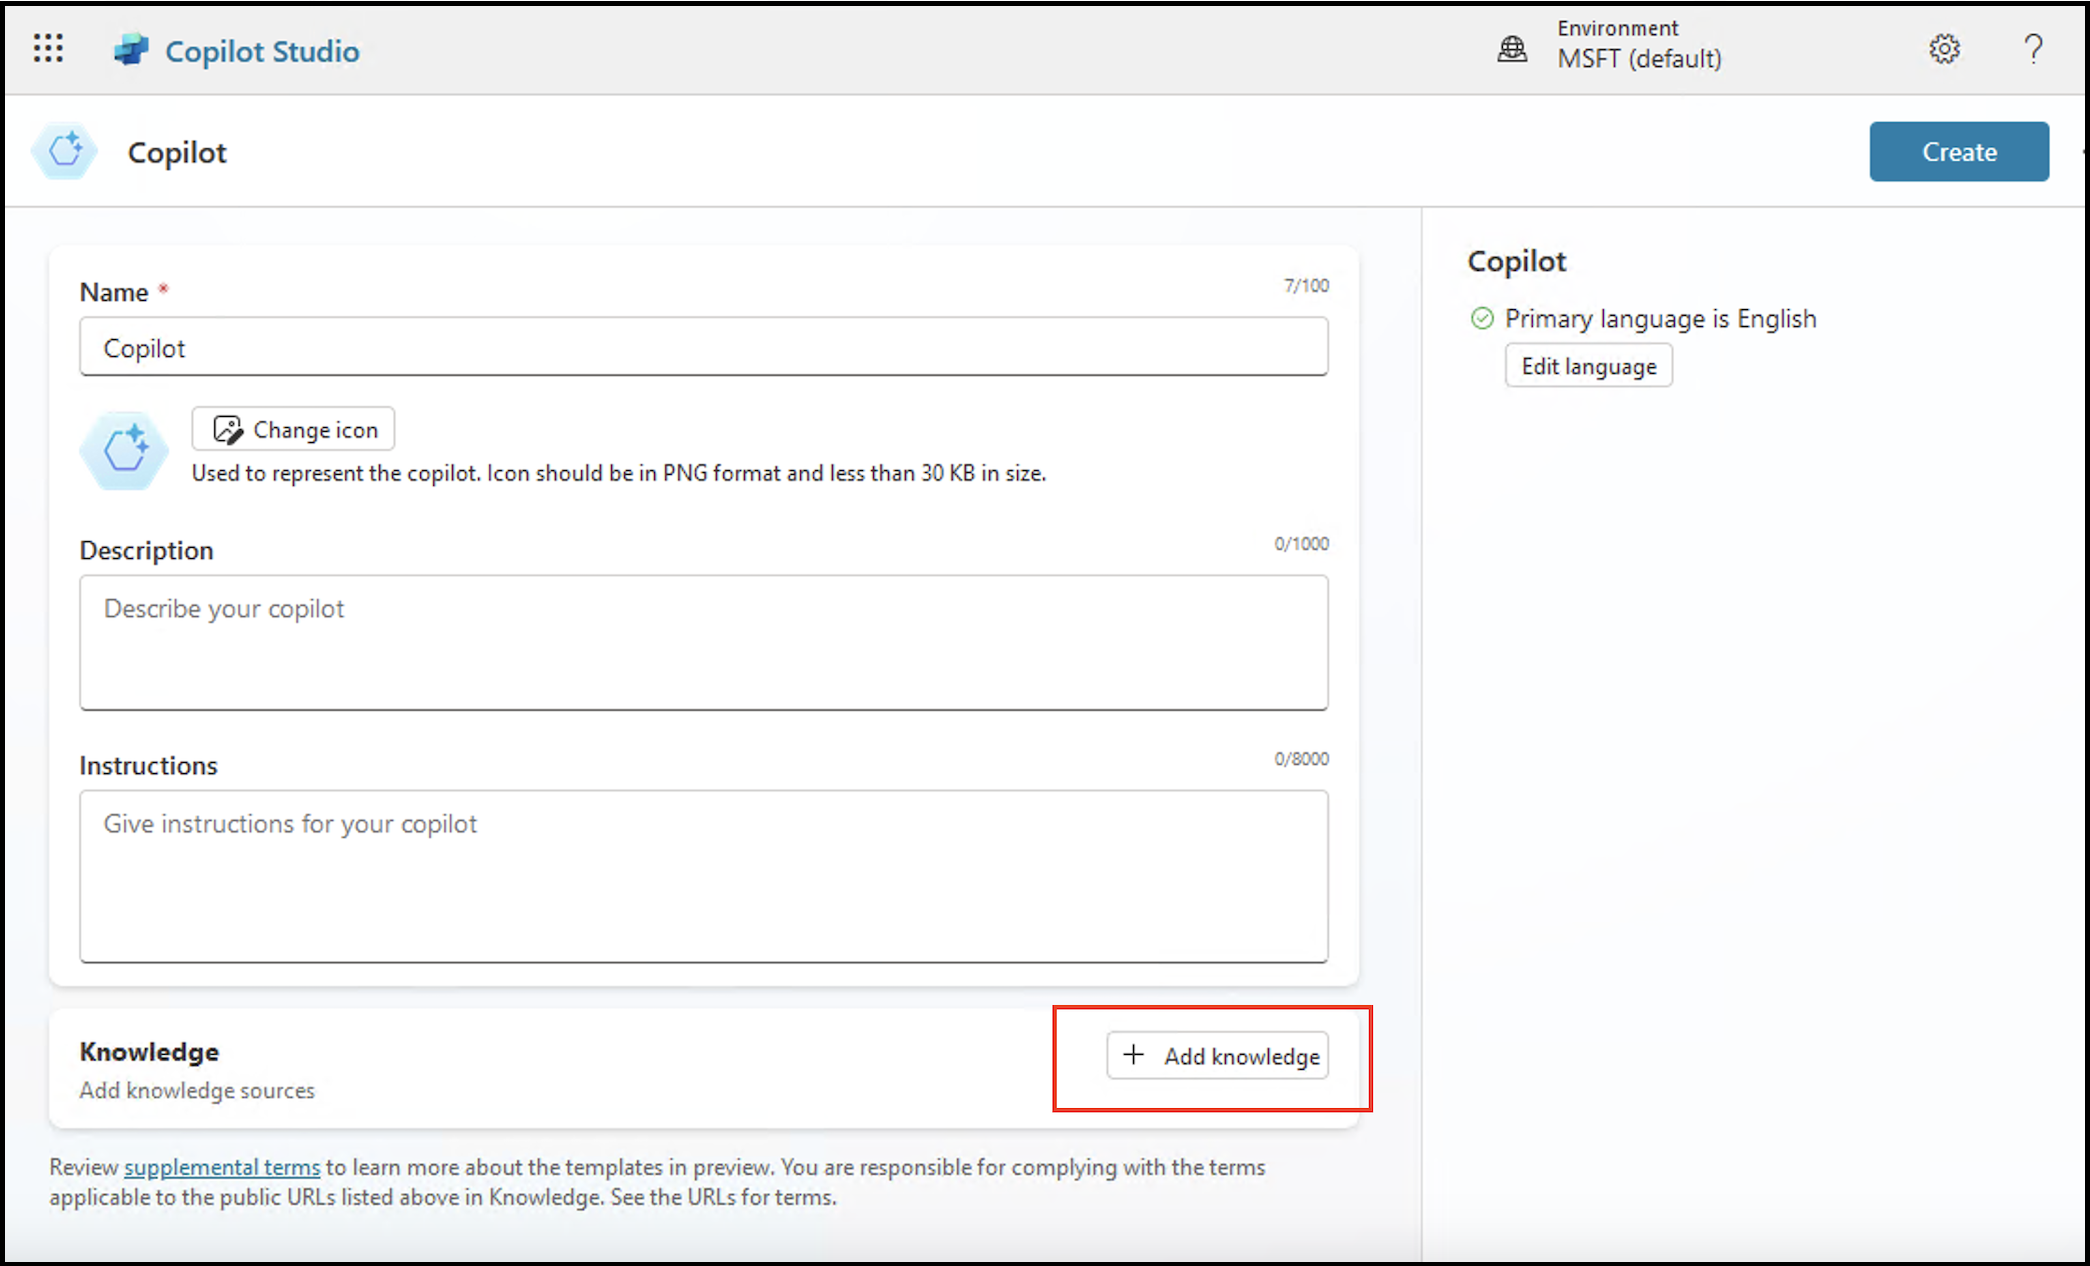 Copilot Studio
Environment
MSFT (default)
?
Copilot
Create
Name *
7/100
Copilot
Change icon
Used to represent the copilot. Icon should be in PNG format and less than 30 KB in size.
Description
0/1000
Describe your copilot
Instructions
0/8000
Give instructions for your copilot
Knowledge
Add knowledge sources
+ Add knowledge
Review supplemental terms to learn more about the templates in preview. You are responsible for complying with the terms
applicable to the public URLs listed above in Knowledge. See the URLs for terms.
Copilot
Primary language is English
Edit language